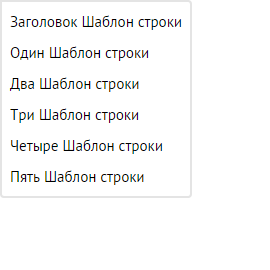 Заголовок Шаблон строки
Один Шаблон строки
Два Шаблон строки
Три Шаблон строки
Четыре Шаблон строки
Пять Шаблон строки